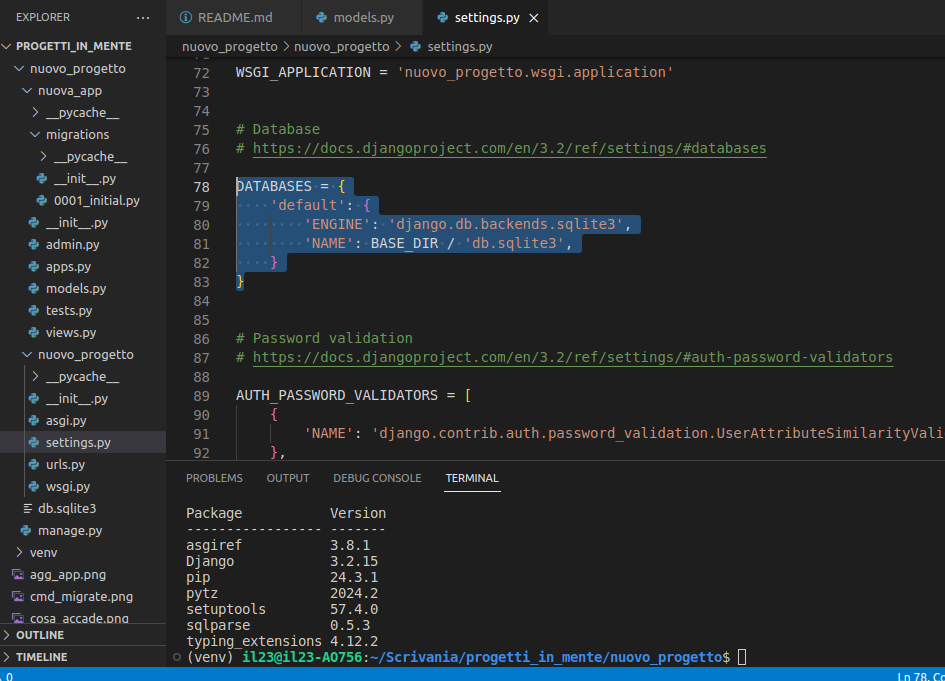 EXPLORER
PROGETTI_IN_MENTE
nuovo_progetto
nuova_app
__pycache__
migrations
__pycache__
__init__.py
0001_initial.py
__init__.py
admin.py
apps.py
models.py
tests.py
views.py
nuovo_progetto
__pycache__
__init__.py
asgi.py
settings.py
urls.py
wsgi.py
db.sqlite3
manage.py
venv
agg_app.png
cmd_migrate.png
cosa_accade.png
OUTLINE
TIMELINE
README.md models.py settings.py
nuovo_progetto > nuovo_progetto > settings.py
72 WSGI_APPLICATION = 'nuovo_progetto.wsgi.application'
73
74
75 # Database
76 # https://docs.djangoproject.com/en/3.2/ref/settings/#databases
77
78 DATABASES = {
79 'default': {
80 'ENGINE': 'django.db.backends.sqlite3',
81 'NAME': BASE_DIR / 'db.sqlite3',
82 }
83 }
84
85
86 # Password validation
87 # https://docs.djangoproject.com/en/3.2/ref/settings/#auth-password-validators
88
89 AUTH_PASSWORD_VALIDATORS = [
90 {
91 'NAME': 'django.contrib.auth.password_validation.UserAttributeSimilarityVali
92 },
PROBLEMS OUTPUT DEBUG CONSOLE TERMINAL
Package Version
----------------- -------
asgiref 3.8.1
Django 3.2.15
pip 24.3.1
pytz 2024.2
setuptools 57.4.0
sqlparse 0.5.3
typing_extensions 4.12.2
(venv) il23@il23-AO756:~/Scrivania/progetti_in_mente/nuovo_progetto$
0 Ln 78, Co